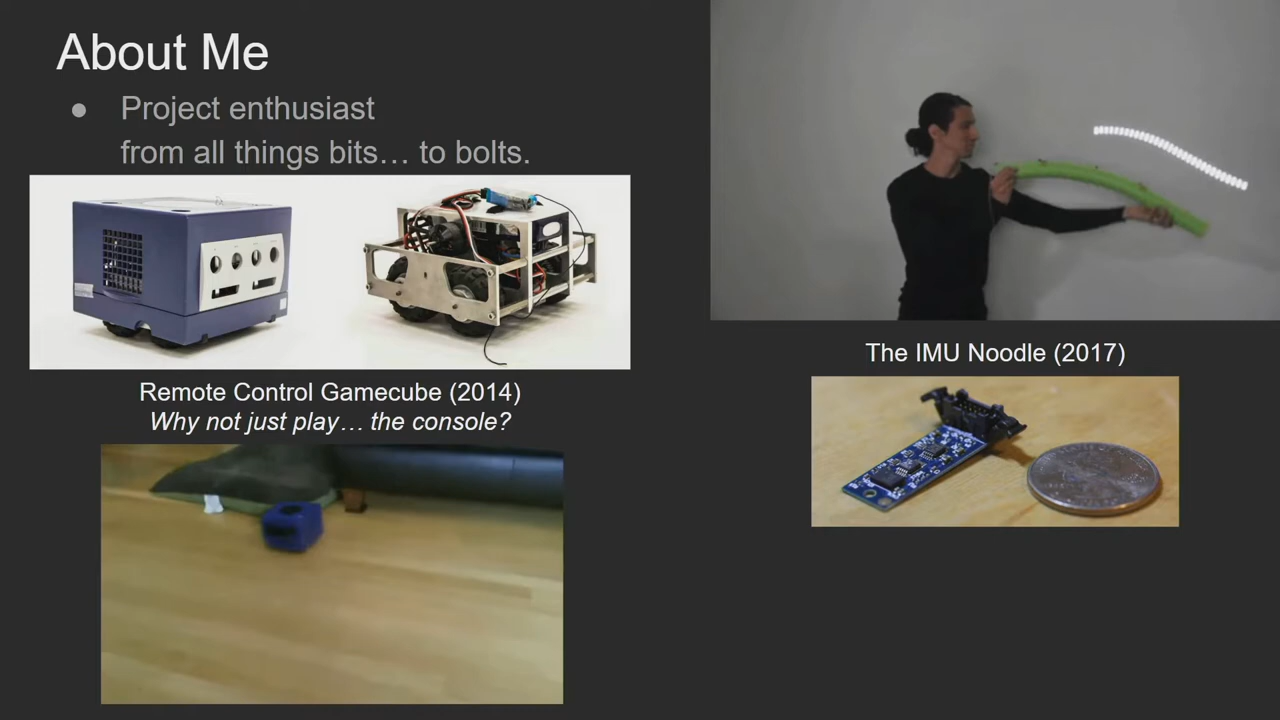 About Me
● Project enthusiast
from all things bits… to bolts.
Remote Control Gamecube (2014)
Why not just play… the console?
The IMU Noodle (2017)